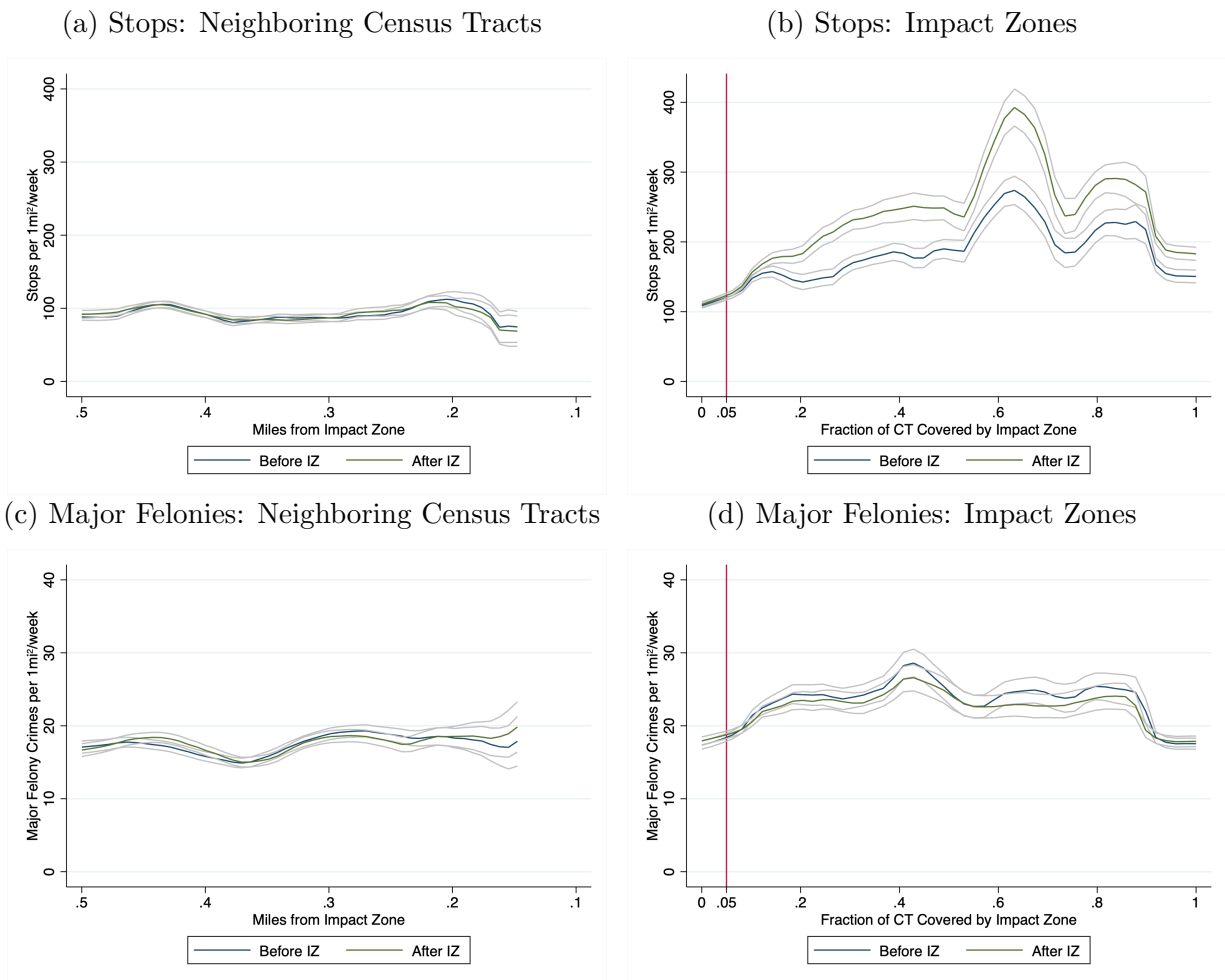 (a) Stops: Neighboring Census Tracts
Stops per 1mi²/week
400
300
200
100
0
.5 .4 .3 .2 .1
Miles from Impact Zone
Before IZ After IZ
(b) Stops: Impact Zones
Stops per 1mi²/week
400
300
200
100
0
0 .05 .2 .4 .6 .8 1
Fraction of CT Covered by Impact Zone
Before IZ After IZ
(c) Major Felonies: Neighboring Census Tracts
Major Felony Crimes per 1mi²/week
40
30
20
10
0
.5 .4 .3 .2 .1
Miles from Impact Zone
Before IZ After IZ
(d) Major Felonies: Impact Zones
Major Felony Crimes per 1mi²/week
40
30
20
10
0
0 .05 .2 .4 .6 .8 1
Fraction of CT Covered by Impact Zone
Before IZ After IZ